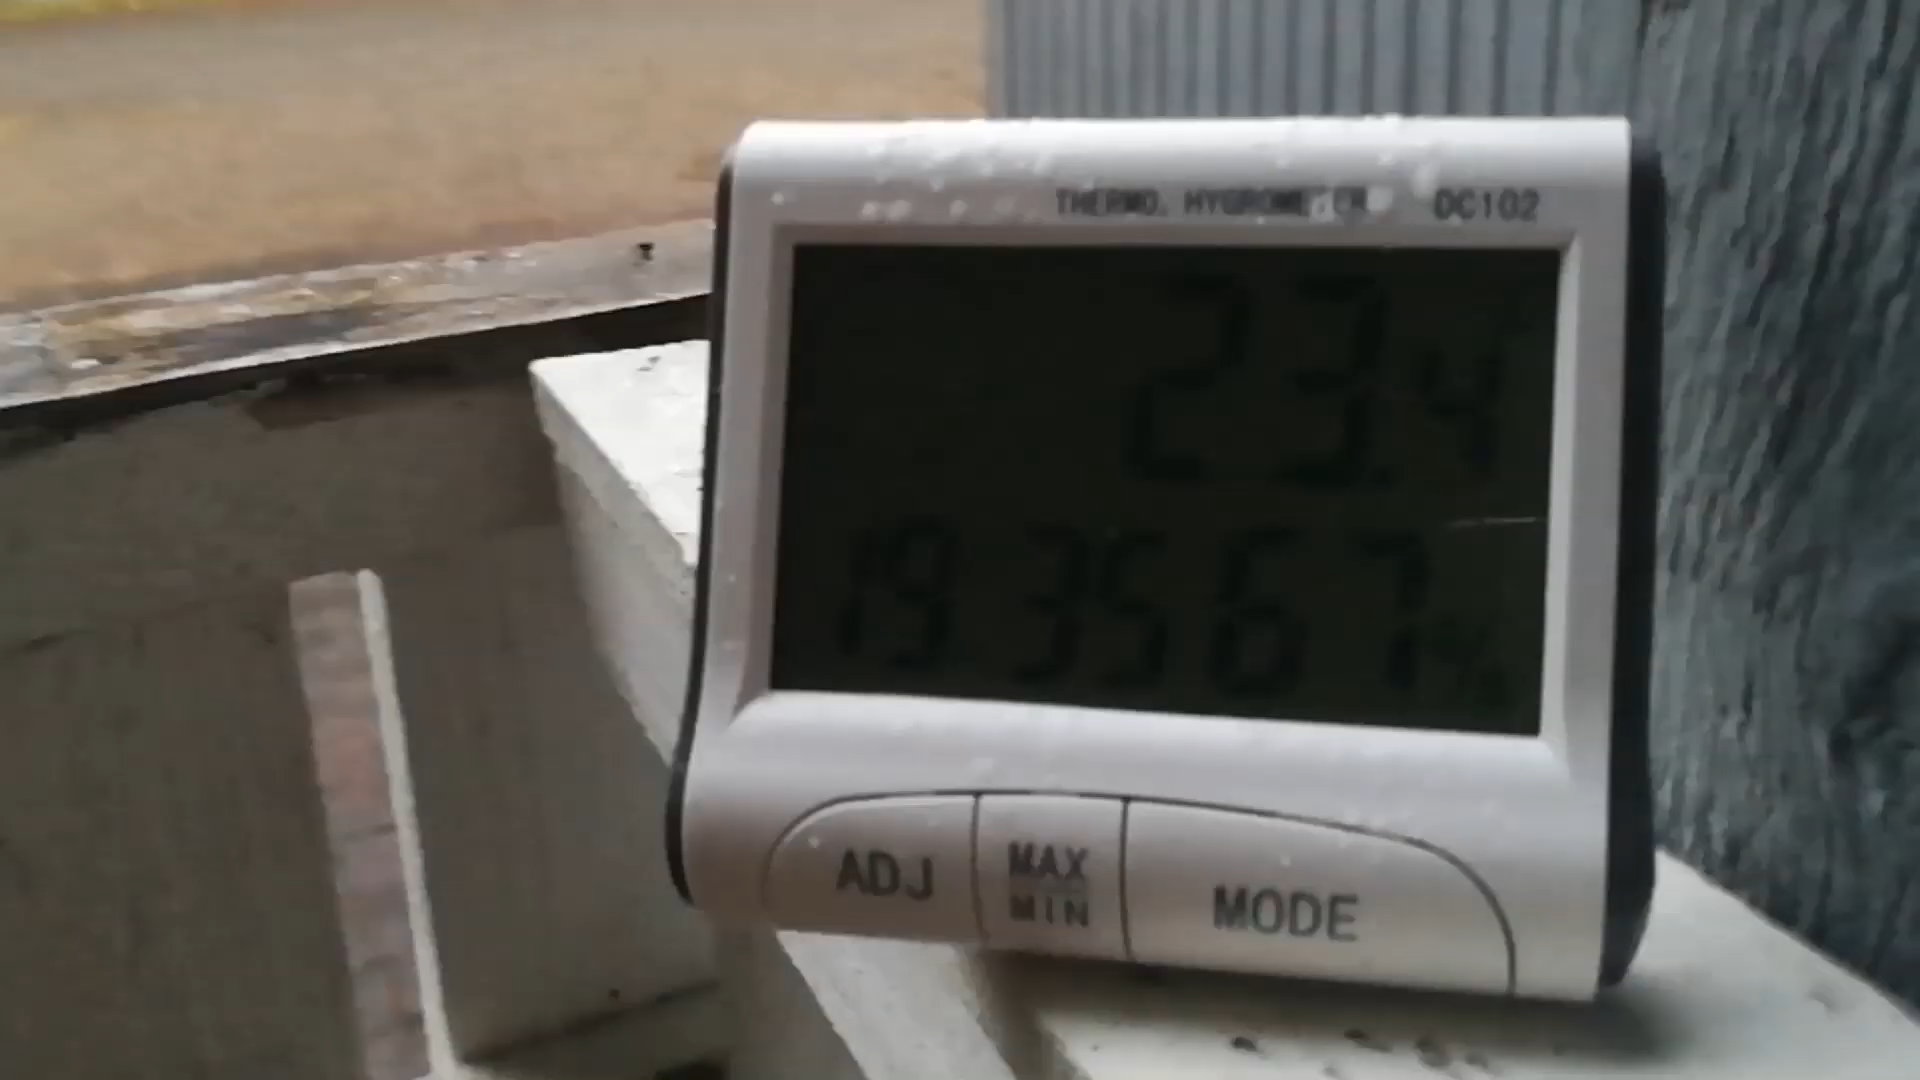 THERMO. HYGROMETER DC102
23.4
19 35 67%
ADJ
MAX
MIN
MODE